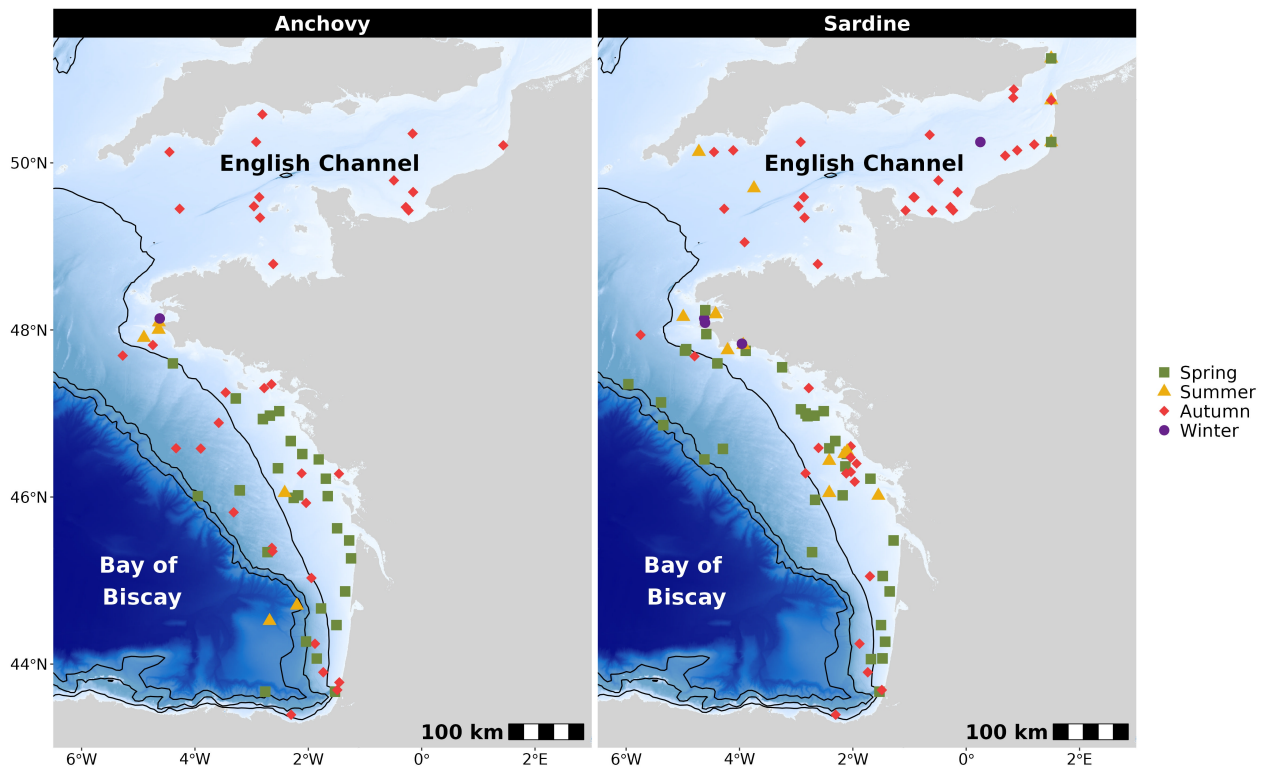 Anchovy
Sardine
50°N
48°N
46°N
44°N
English Channel
English Channel
Bay of
Biscay
Bay of
Biscay
100 km
100 km
6°W
4°W
2°W
0°
2°E
6°W
4°W
2°W
0°
2°E
Spring
Summer
Autumn
Winter